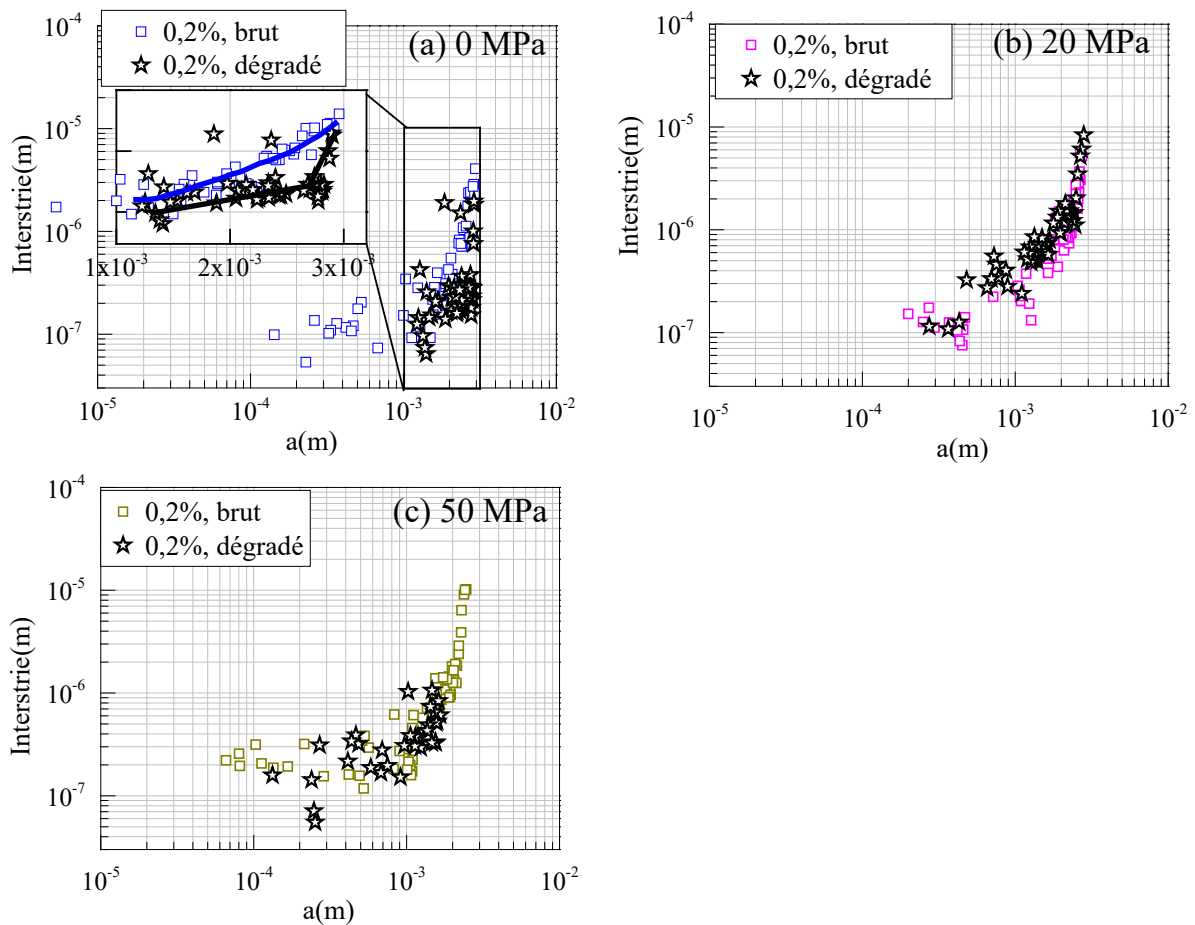 10⁻⁴
0,2%, brut
0,2%, dégradé
(a) 0 MPa
10⁻⁵
10⁻⁶
10⁻⁷
Interstrie(m)
1x10⁻³
2x10⁻³
3x10⁻³
10⁻⁵
10⁻⁴
10⁻³
10⁻²
a(m)
10⁻⁴
0,2%, brut
0,2%, dégradé
(b) 20 MPa
10⁻⁵
10⁻⁶
10⁻⁷
Interstrie(m)
10⁻⁵
10⁻⁴
10⁻³
10⁻²
a(m)
10⁻⁴
0,2%, brut
0,2%, dégradé
(c) 50 MPa
10⁻⁵
10⁻⁶
10⁻⁷
Interstrie(m)
10⁻⁵
10⁻⁴
10⁻³
10⁻²
a(m)